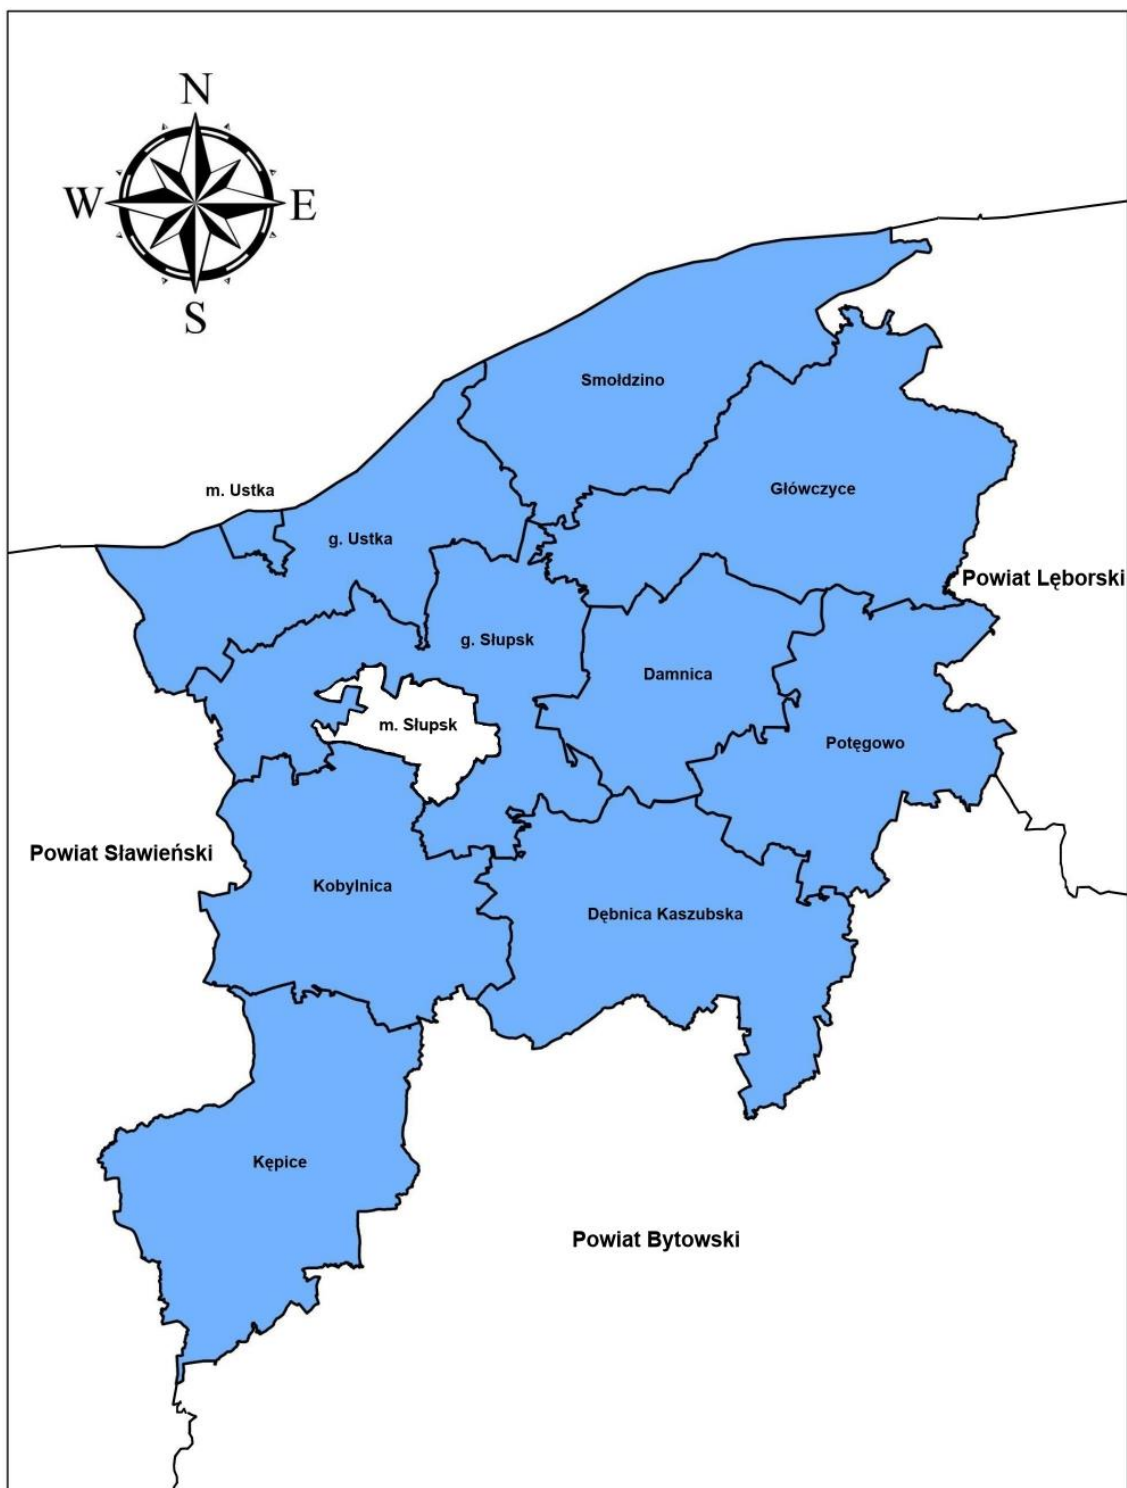 N
W
E
S
Smołdzino
m. Ustka
Główczyce
g. Ustka
Powiat Lęborski
g. Słupsk
Damnica
m. Słupsk
Potęgowo
Powiat Sławieński
Kobylnica
Dębnica Kaszubska
Kępice
Powiat Bytowski